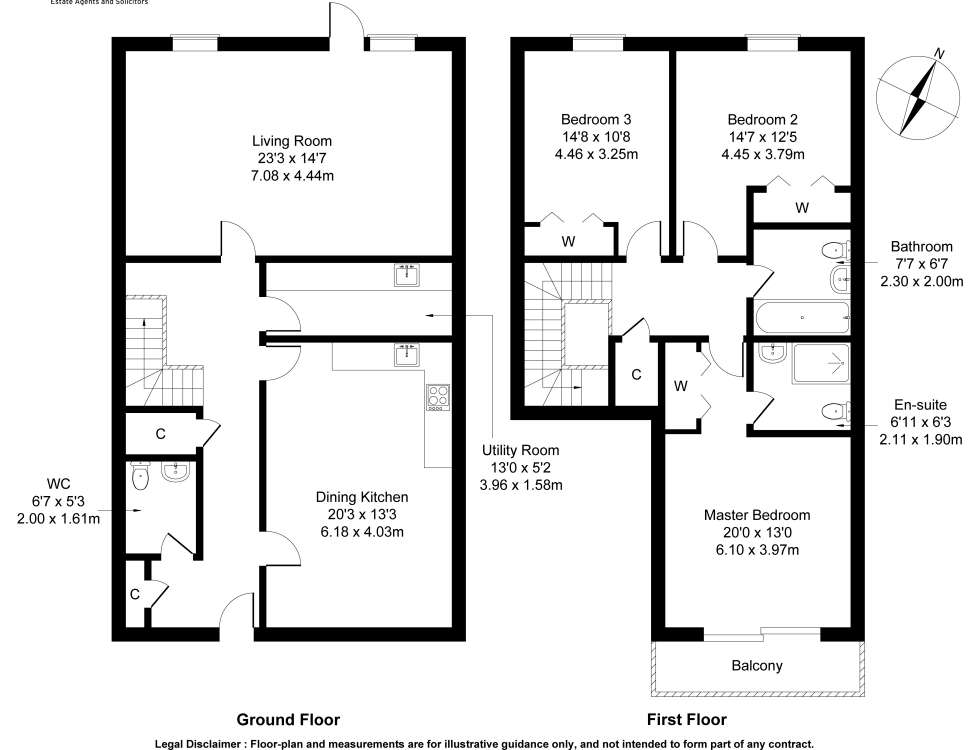 Estate Agents and Solicitors
Living Room
23'3 x 14'7
7.08 x 4.44m
C
WC
6'7 x 5'3
2.00 x 1.61m
C
Dining Kitchen
20'3 x 13'3
6.18 x 4.03m
Utility Room
13'0 x 5'2
3.96 x 1.58m
Ground Floor
Bedroom 3
14'8 x 10'8
4.46 x 3.25m
W
Bedroom 2
14'7 x 12'5
4.45 x 3.79m
W
N
Bathroom
7'7 x 6'7
2.30 x 2.00m
C
W
En-suite
6'11 x 6'3
2.11 x 1.90m
Master Bedroom
20'0 x 13'0
6.10 x 3.97m
Balcony
First Floor
Legal Disclaimer : Floor-plan and measurements are for illustrative guidance only, and not intended to form part of any contract.